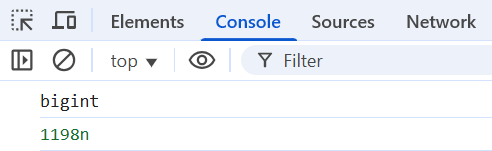 Elements Console Sources Network
top Filter
bigint
1198n